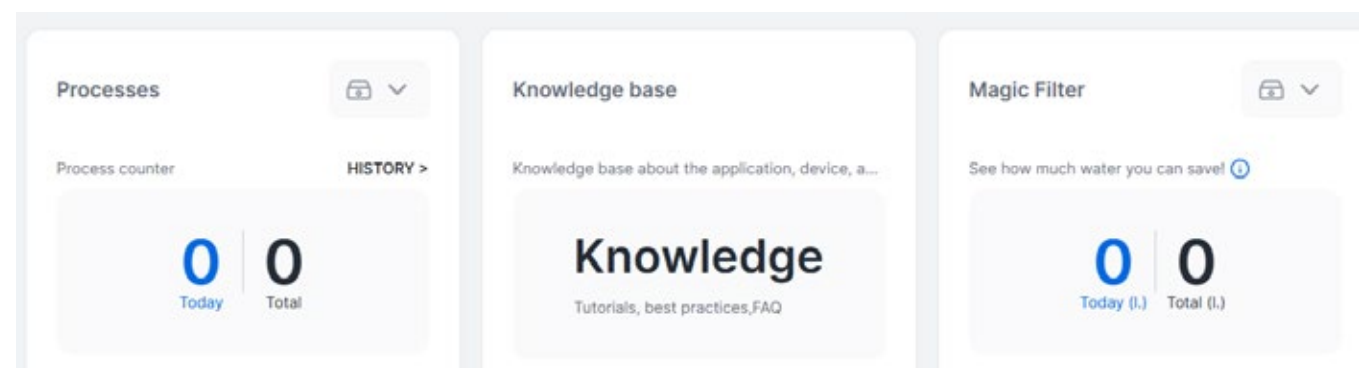 Processes
Process counter
HISTORY >
0 0
Today Total
Knowledge base
Knowledge base about the application, device, a...
Knowledge
Tutorials, best practices,FAQ
Magic Filter
See how much water you can save!
0 0
Today (l.) Total (l.)